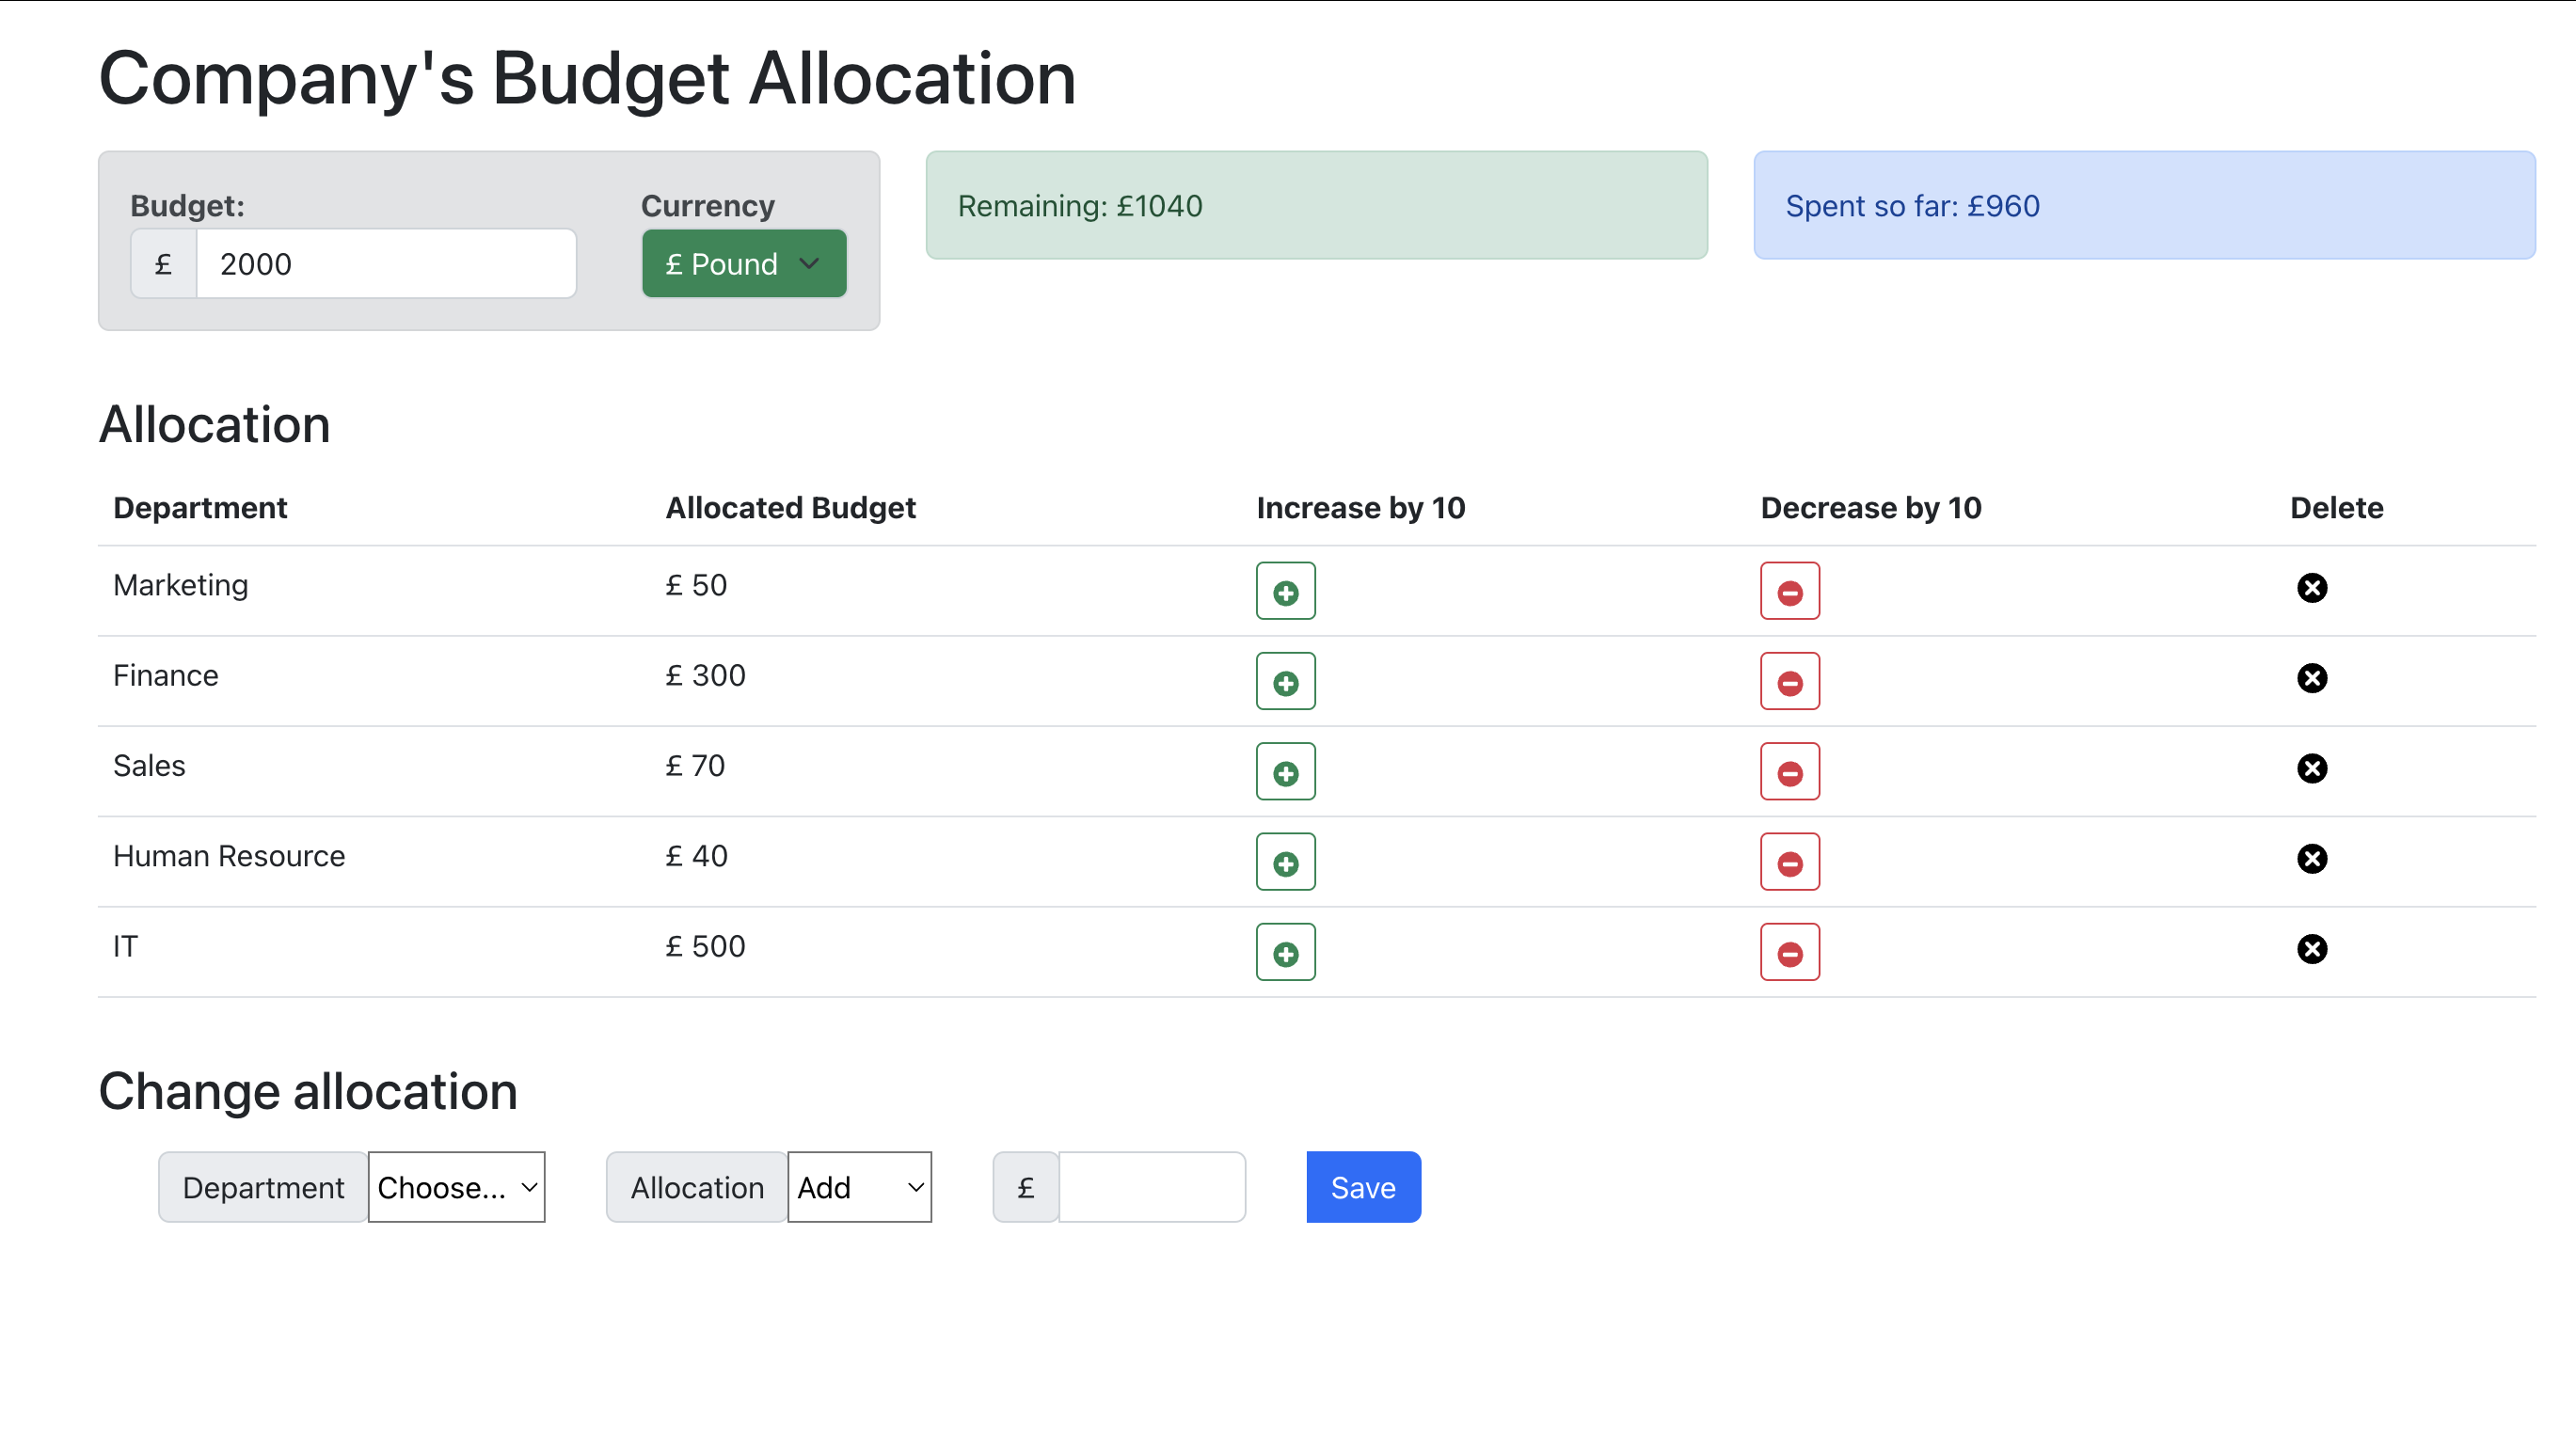 Company's Budget Allocation
Budget: Currency
£ 2000 £ Pound
Remaining: £1040
Spent so far: £960
Allocation
Department Allocated Budget Increase by 10 Decrease by 10 Delete
Marketing £ 50
Finance £ 300
Sales £ 70
Human Resource £ 40
IT £ 500
Change allocation
Department Choose... Allocation Add £ Save